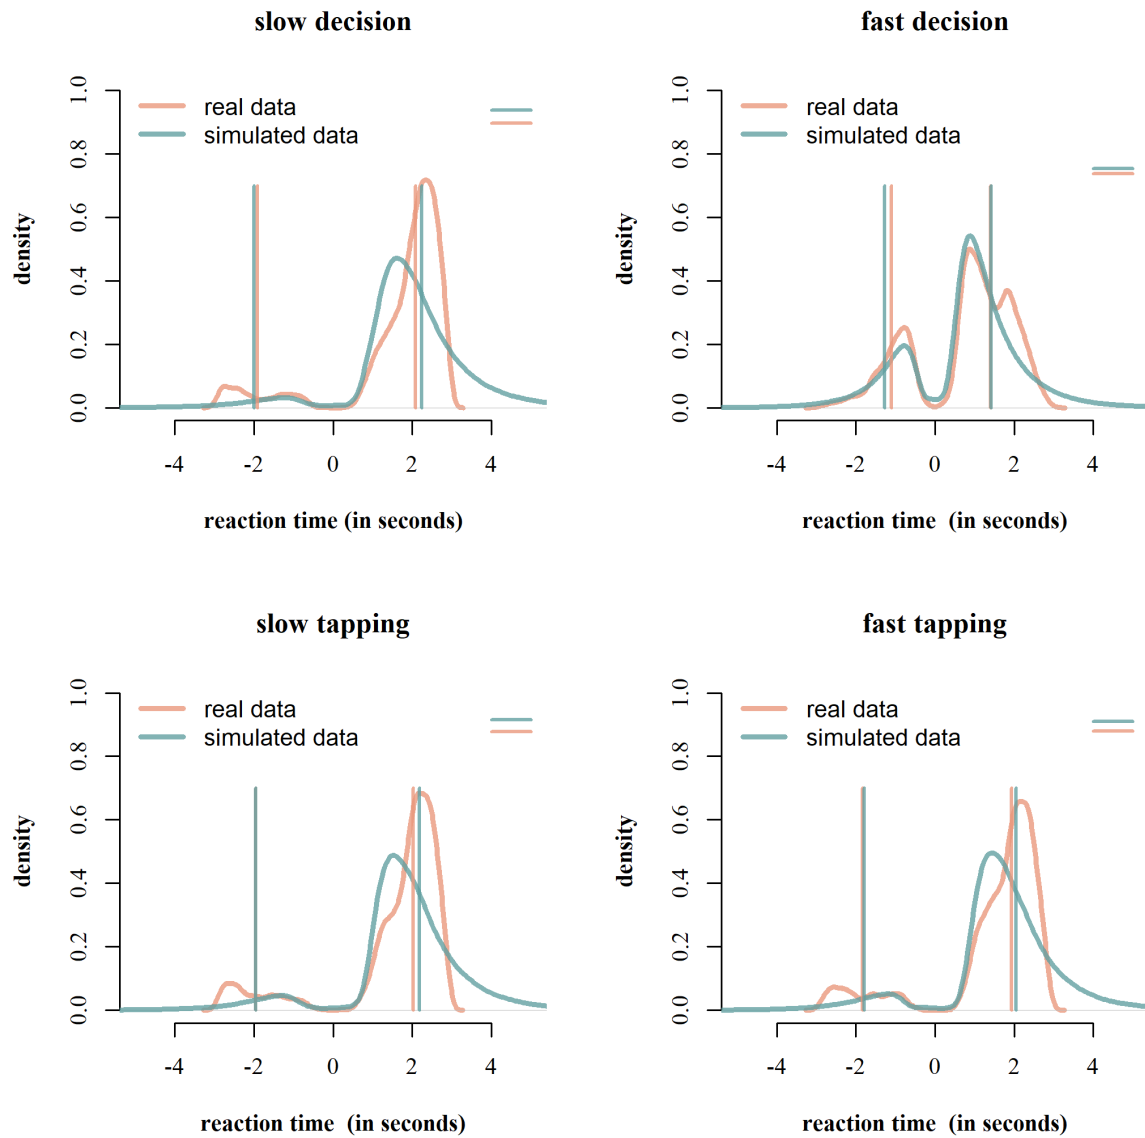 slow decision
real data
simulated data
density
0.0 0.2 0.4 0.6 0.8 1.0
-4 -2 0 2 4
reaction time (in seconds)
fast decision
real data
simulated data
density
0.0 0.2 0.4 0.6 0.8 1.0
-4 -2 0 2 4
reaction time  (in seconds)
slow tapping
real data
simulated data
density
0.0 0.2 0.4 0.6 0.8 1.0
-4 -2 0 2 4
reaction time  (in seconds)
fast tapping
real data
simulated data
density
0.0 0.2 0.4 0.6 0.8 1.0
-4 -2 0 2 4
reaction time  (in seconds)